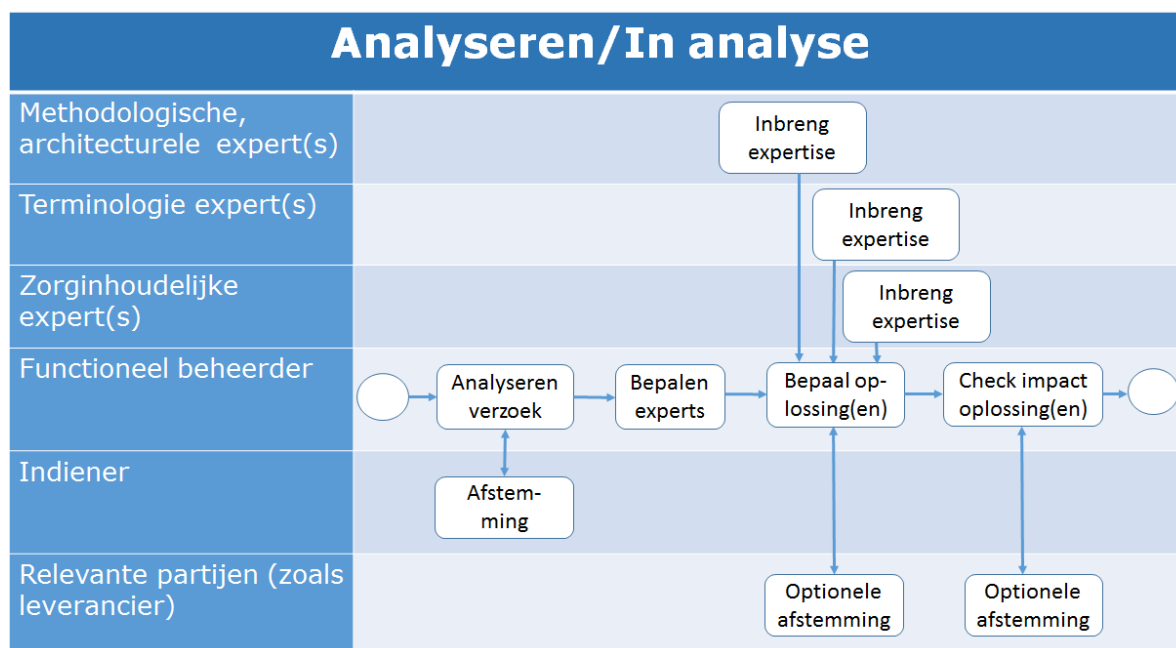 Analyseren/In analyse
Methodologische,
architecturele expert(s)
Inbreng
expertise
Terminologie expert(s)
Inbreng
expertise
Zorginhoudelijke
expert(s)
Inbreng
expertise
Functioneel beheerder
Analyseren
verzoek
Bepalen
experts
Bepaal op-
lossing(en)
Check impact
oplossing(en)
Indiener
Afstem-
ming
Relevante partijen (zoals
leverancier)
Optionele
afstemming
Optionele
afstemming